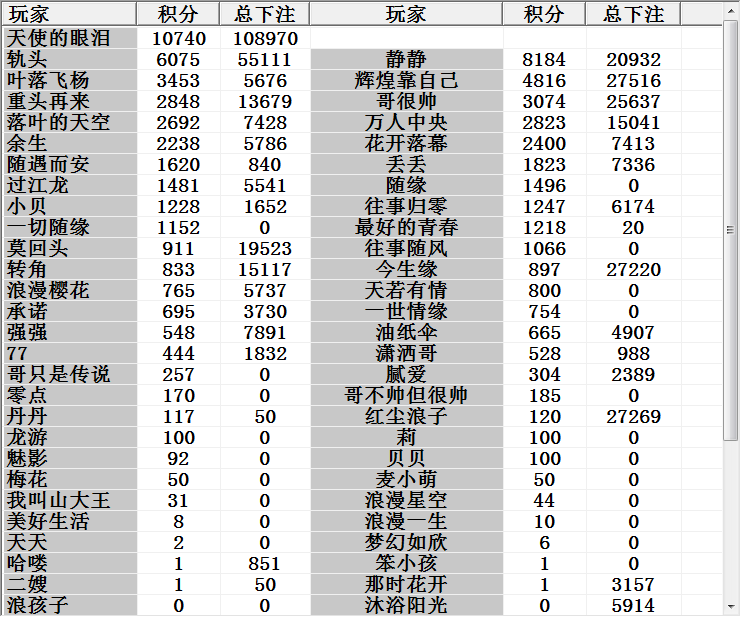 玩家 积分 总下注 玩家 积分 总下注
天使的眼泪 10740 108970
轨头 6075 55111 静静 8184 20932
叶落飞杨 3453 5676 辉煌靠自己 4816 27516
重头再来 2848 13679 哥很帅 3074 25637
落叶的天空 2692 7428 万人中央 2823 15041
余生 2238 5786 花开落幕 2400 7413
随遇而安 1620 840 丢丢 1823 7336
过江龙 1481 5541 随缘 1496 0
小贝 1228 1652 往事归零 1247 6174
一切随缘 1152 0 最好的青春 1218 20
莫回头 911 19523 往事随风 1066 0
转角 833 15117 今生缘 897 27220
浪漫樱花 765 5737 天若有情 800 0
承诺 695 3730 一世情缘 754 0
强强 548 7891 油纸伞 665 4907
77 444 1832 潇洒哥 528 988
哥只是传说 257 0 腻爱 304 2389
零点 170 0 哥不帅但很帅 185 0
丹丹 117 50 红尘浪子 120 27269
龙游 100 0 莉 100 0
魅影 92 0 贝贝 100 0
梅花 50 0 麦小萌 50 0
我叫山大王 31 0 浪漫星空 44 0
美好生活 8 0 浪漫一生 10 0
天天 2 0 梦幻如欣 6 0
哈喽 1 851 笨小孩 1 0
二嫂 1 50 那时花开 1 3157
浪孩子 0 0 沐浴阳光 0 5914